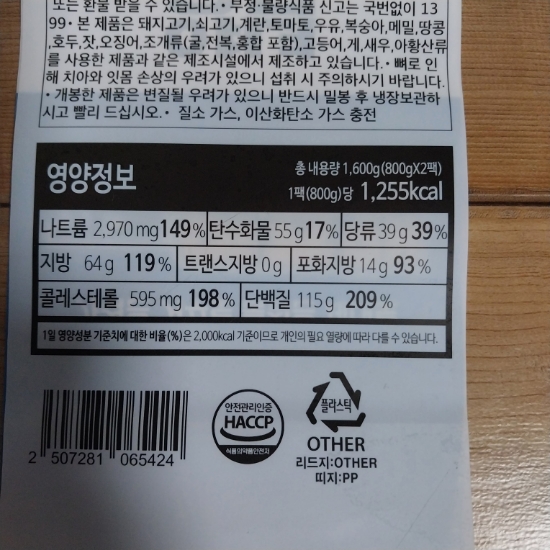 또는 환불 받을 수 있습니다.• 부정·불량식품 신고는 국번없이 13
99• 본 제품은 돼지고기,쇠고기,계란,토마토,우유,복숭아,메밀,땅콩
,호두,잣,오징어,조개류(굴,전복,홍합 포함),고등어,게,새우,아황산류
를 사용한 제품과 같은 제조시설에서 제조하고 있습니다.• 뼈로 인
해 치아와 잇몸 손상의 우려가 있으니 섭취 시 주의하시기 바랍니다.
• 개봉한 제품은 변질될 우려가 있으니 반드시 밀봉 후 냉장보관하
시고 빨리 드십시오.• 질소 가스, 이산화탄소 가스 충전
영양정보
총 내용량 1,600g(800gX2팩)
1팩(800g)당 1,255kcal
나트륨 2,970mg 149% 탄수화물 55g 17% 당류 39g 39%
지방 64g 119% 트랜스지방 0g 포화지방 14g 93%
콜레스테롤 595mg 198% 단백질 115g 209%
1일 영양성분 기준치에 대한 비율(%)은 2,000kcal 기준이므로 개인의 필요 열량에 따라 다를 수 있습니다.
안전관리인증
HACCP
식품의약품안전처
플라스틱
OTHER
리드지:OTHER
띠지:PP
2 507281 065424